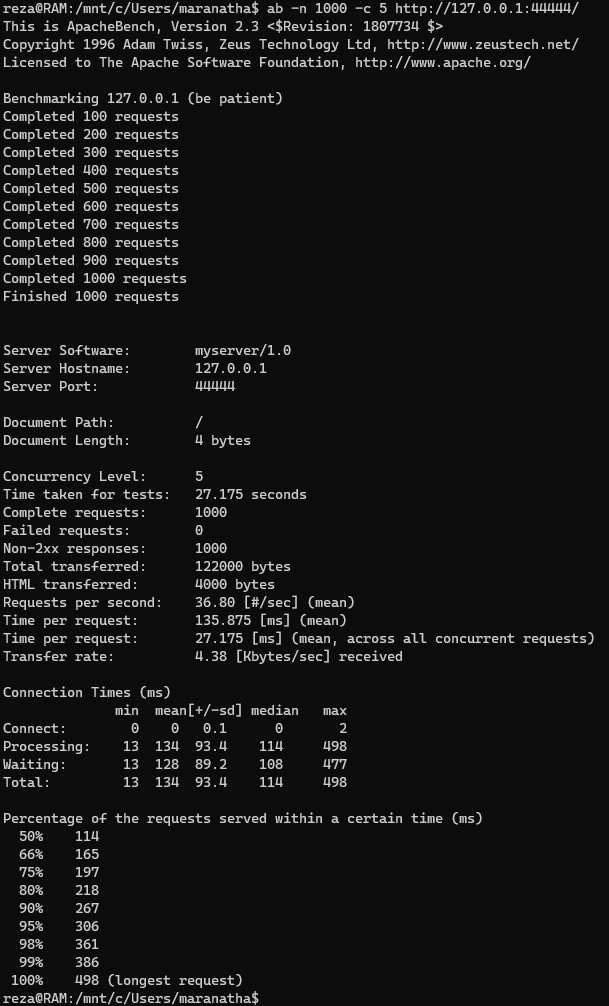 reza@RAM:/mnt/c/Users/maranatha$ ab -n 1000 -c 5 http://127.0.0.1:44444/
This is ApacheBench, Version 2.3 <$Revision: 1807734 $>
Copyright 1996 Adam Twiss, Zeus Technology Ltd, http://www.zeustech.net/
Licensed to The Apache Software Foundation, http://www.apache.org/

Benchmarking 127.0.0.1 (be patient)
Completed 100 requests
Completed 200 requests
Completed 300 requests
Completed 400 requests
Completed 500 requests
Completed 600 requests
Completed 700 requests
Completed 800 requests
Completed 900 requests
Completed 1000 requests
Finished 1000 requests


Server Software:        myserver/1.0
Server Hostname:        127.0.0.1
Server Port:            44444

Document Path:          /
Document Length:        4 bytes

Concurrency Level:      5
Time taken for tests:   27.175 seconds
Complete requests:      1000
Failed requests:        0
Non-2xx responses:      1000
Total transferred:      122000 bytes
HTML transferred:       4000 bytes
Requests per second:    36.80 [#/sec] (mean)
Time per request:       135.875 [ms] (mean)
Time per request:       27.175 [ms] (mean, across all concurrent requests)
Transfer rate:          4.38 [Kbytes/sec] received

Connection Times (ms)
              min  mean[+/-sd] median   max
Connect:        0    0   0.1      0       2
Processing:    13  134  93.4    114     498
Waiting:       13  128  89.2    108     477
Total:         13  134  93.4    114     498

Percentage of the requests served within a certain time (ms)
  50%    114
  66%    165
  75%    197
  80%    218
  90%    267
  95%    306
  98%    361
  99%    386
 100%    498 (longest request)
reza@RAM:/mnt/c/Users/maranatha$